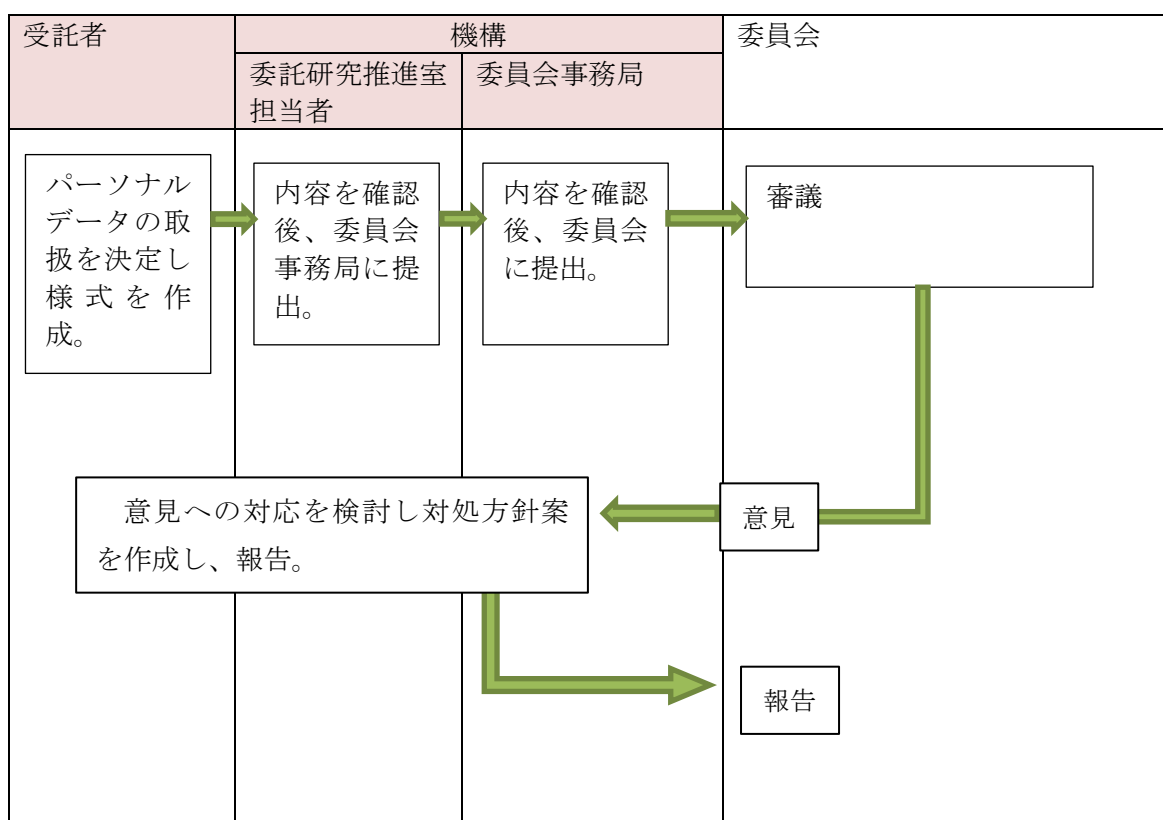 受託者
機構
委員会
委託研究推進室
担当者
委員会事務局
パーソナル
データの取
扱を決定し
様式を作
成。
内容を確認
後、委員会
事務局に提
出。
内容を確認
後、委員会
に提出。
審議
意見への対応を検討し対処方針案
を作成し、報告。
意見
報告